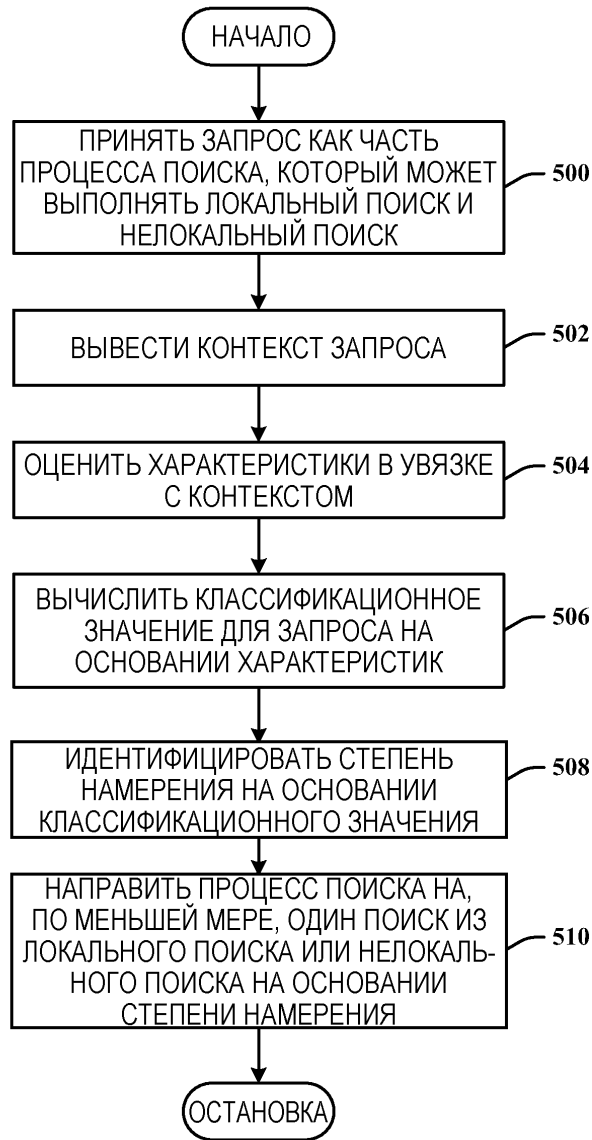 НАЧАЛО
ПРИНЯТЬ ЗАПРОС КАК ЧАСТЬ
ПРОЦЕССА ПОИСКА, КОТОРЫЙ МОЖЕТ
ВЫПОЛНЯТЬ ЛОКАЛЬНЫЙ ПОИСК И
НЕЛОКАЛЬНЫЙ ПОИСК
500
ВЫВЕСТИ КОНТЕКСТ ЗАПРОСА
502
ОЦЕНИТЬ ХАРАКТЕРИСТИКИ В УВЯЗКЕ
С КОНТЕКСТОМ
504
ВЫЧИСЛИТЬ КЛАССИФИКАЦИОННОЕ
ЗНАЧЕНИЕ ДЛЯ ЗАПРОСА НА
ОСНОВАНИИ ХАРАКТЕРИСТИК
506
ИДЕНТИФИЦИРОВАТЬ СТЕПЕНЬ
НАМЕРЕНИЯ НА ОСНОВАНИИ
КЛАССИФИКАЦИОННОГО ЗНАЧЕНИЯ
508
НАПРАВИТЬ ПРОЦЕСС ПОИСКА НА,
ПО МЕНЬШЕЙ МЕРЕ, ОДИН ПОИСК ИЗ
ЛОКАЛЬНОГО ПОИСКА ИЛИ НЕЛОКАЛЬ-
НОГО ПОИСКА НА ОСНОВАНИИ
СТЕПЕНИ НАМЕРЕНИЯ
510
ОСТАНОВКА